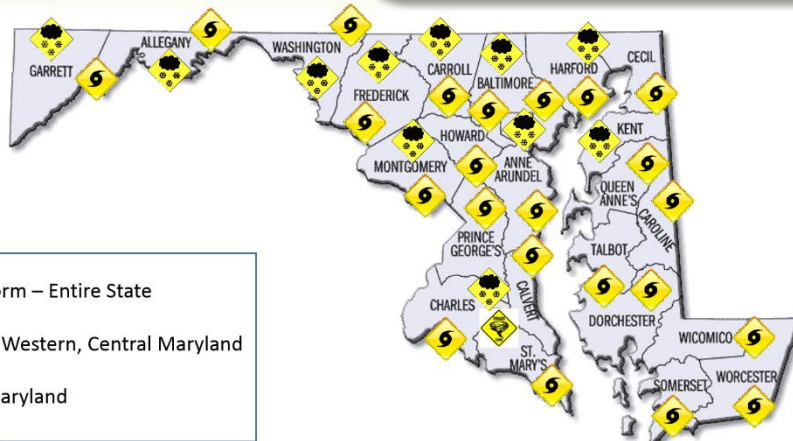 ALLEGANY
WASHINGTON
GARRETT
FREDERICK
CARROLL
BALTIMORE
HARFORD
CECIL
HOWARD
KENT
MONTGOMERY
ANNE
ARUNDEL
QUEEN
ANNE'S
CAROLINE
PRINCE
GEORGE'S
TALBOT
CHARLES
CALVERT
DORCHESTER
ST.
MARY'S
WICOMICO
SOMERSET
WORCESTER
rm – Entire State
Western, Central Maryland
aryland